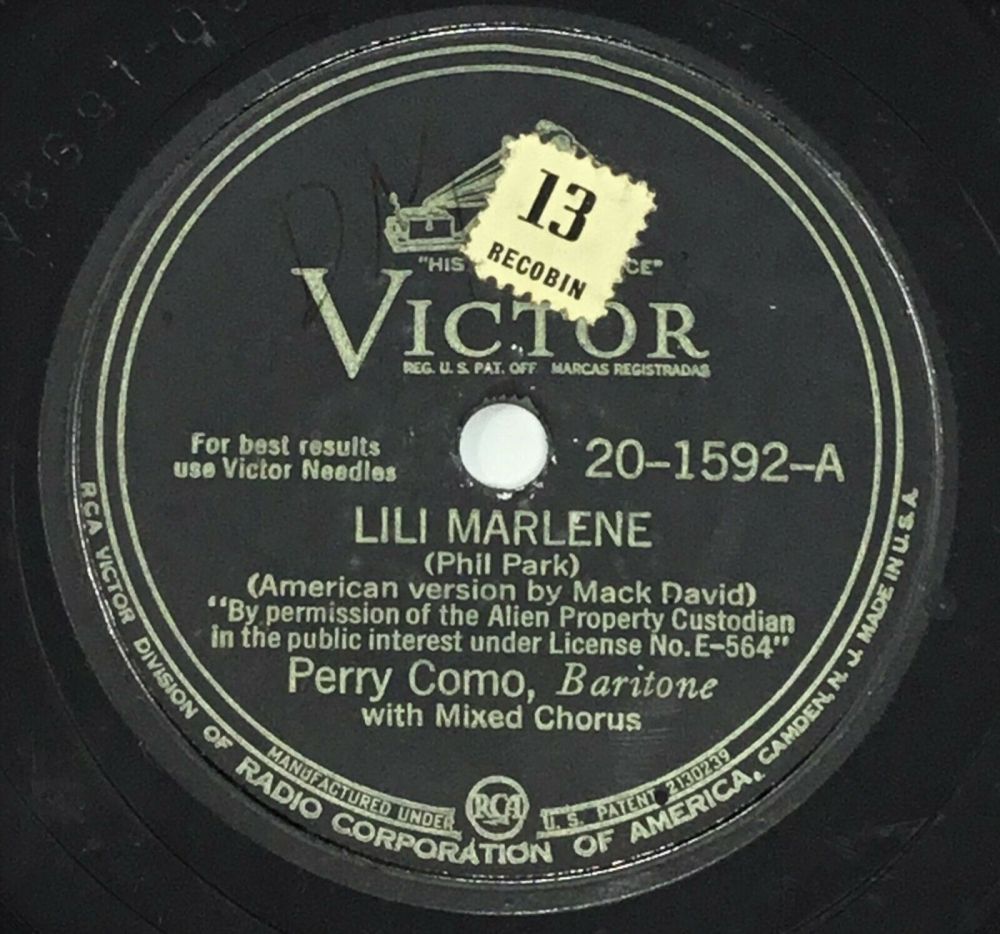 13
RECOBIN
"HIS CE"
VICTOR
REG. U. S. PAT. OFF. MARCAS REGISTRADAS
For best results
use Victor Needles
20-1592-A
LILI MARLENE
(Phil Park)
(American version by Mack David)
"By permission of the Alien Property Custodian
in the public interest under License No. E-564"
Perry Como, Baritone
with Mixed Chorus
MANUFACTURED UNDER RCA U. S. PATENT 2130239
RCA VICTOR DIVISION OF RADIO CORPORATION OF AMERICA, CAMDEN, N. J. MADE IN U.S.A.